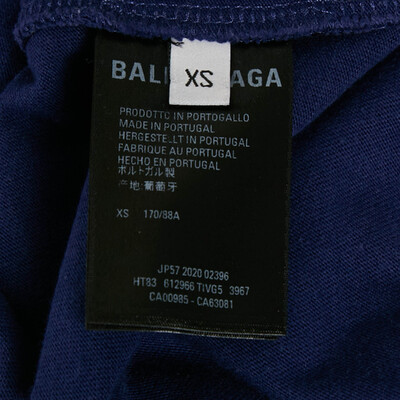 XS
BAL AGA
PRODOTTO IN PORTOGALLO
MADE IN PORTUGAL
HERGESTELLT IN PORTUGAL
FABRIQUE AU PORTUGAL
HECHO EN PORTUGAL
ポルトガル製
产地:葡萄牙
XS 170/88A
JP57 2020 02396
HT83 612966 TIVG5 3967
CA00985 - CA63081